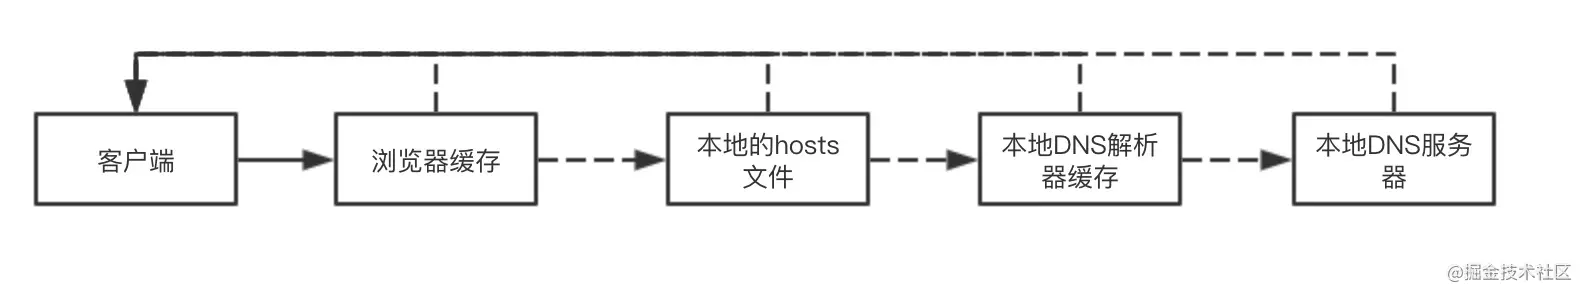 客户端
浏览器缓存
本地的hosts
文件
本地DNS解析
器缓存
本地DNS服务
器
@掘金技术社区